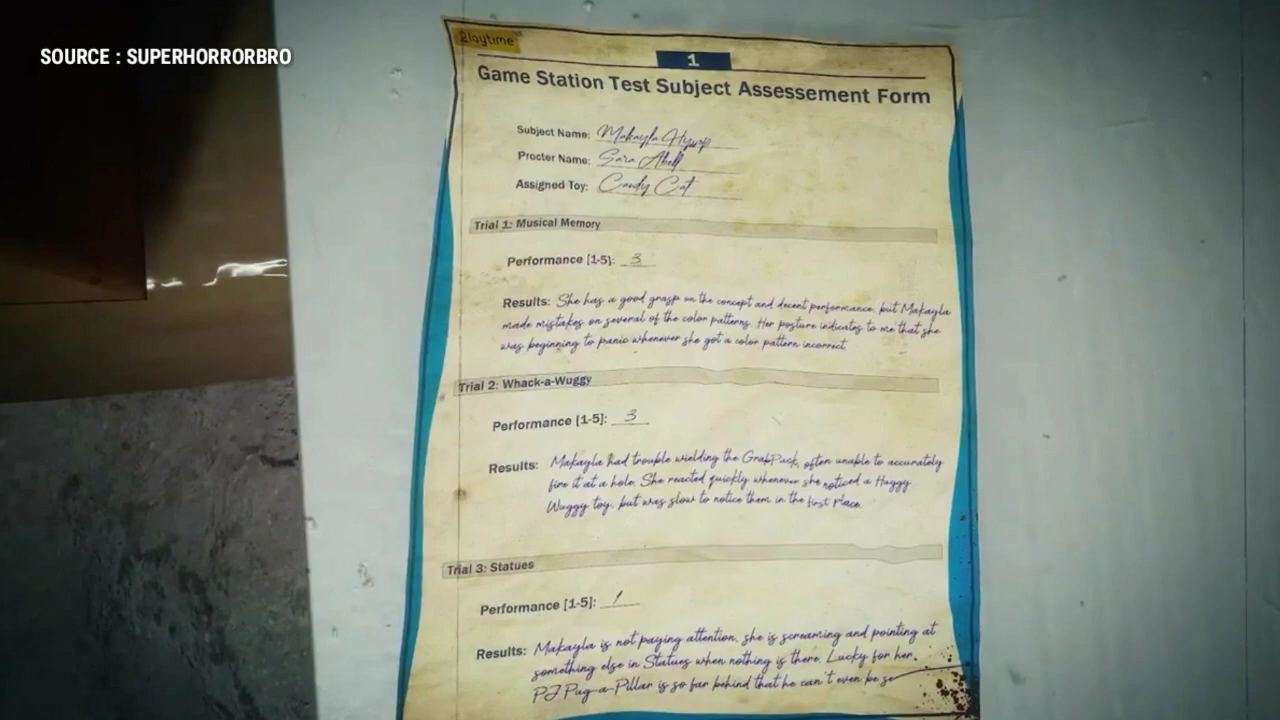 SOURCE : SUPERHORRORBRO
Playtime
1
Game Station Test Subject Assessement Form
Subject Name: Makayla
Procter Name: Sara Abell
Assigned Toy: Candy Cat
Trial 1: Musical Memory
Performance [1-5]: 3
Results: She has a good grasp on the concept and decent performance, but Makayla
made mistakes on several of the color patterns. Her posture indicates to me that she
was beginning to panic whenever she got a color pattern incorrect.
Trial 2: Whack-a-Wuggy
Performance [1-5]: 3
Results: Makayla had trouble wielding the GrabPack, often unable to accurately
fire it at a hole. She reacted quickly whenever she noticed a Huggy
Wuggy toy, but was slow to notice them in the first place.
Trial 3: Statues
Performance [1-5]: 1
Results: Makayla is not paying attention, she is screaming and pointing at
something else in Statues when nothing is there. Lucky for her,
PJ Pug-a-Pillar is so far behind that he can't even be se